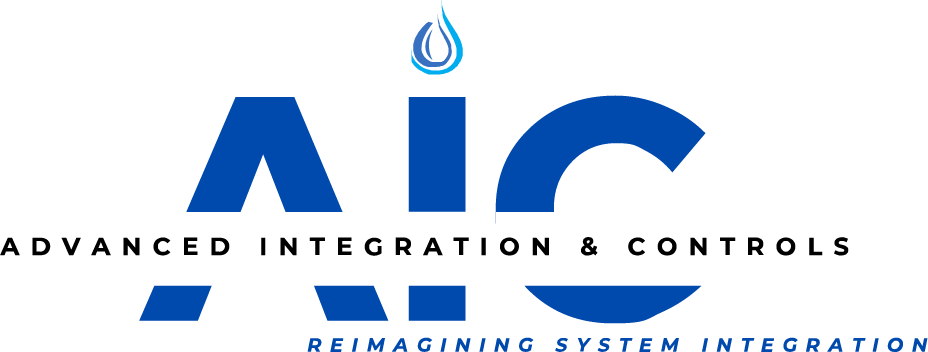 AIC
ADVANCED INTEGRATION & CONTROLS
REIMAGINING SYSTEM INTEGRATION